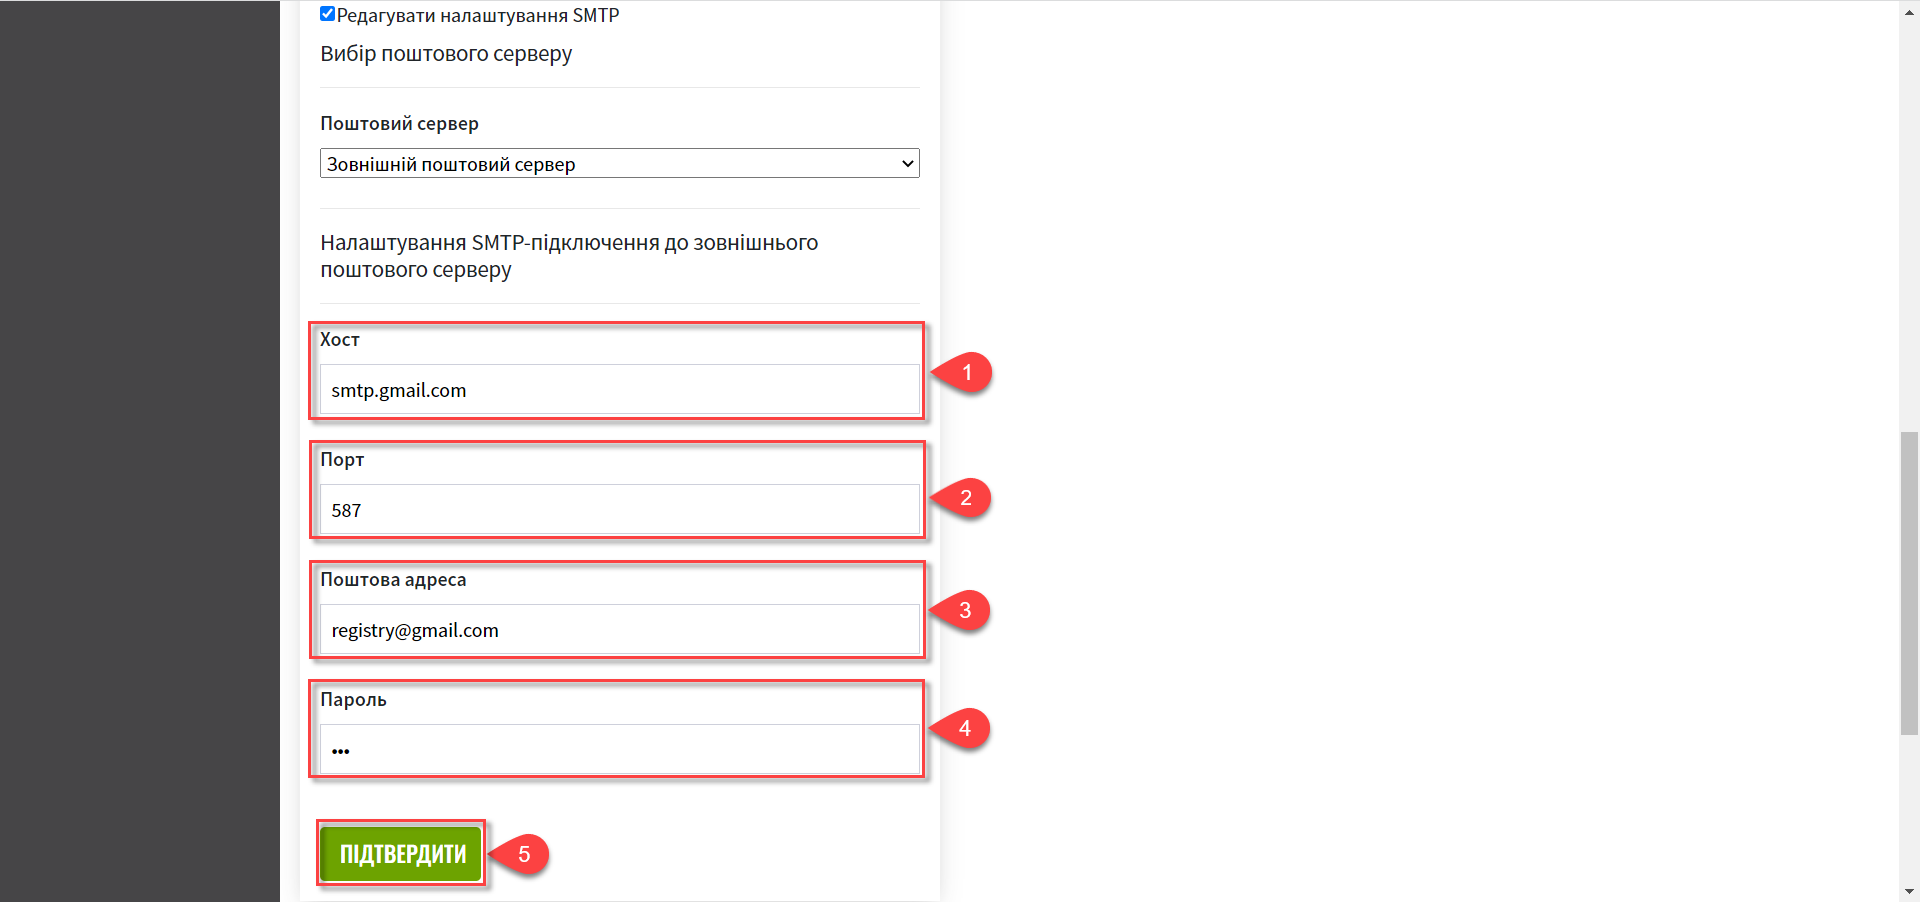 Редагувати налаштування SMTP
Вибір поштового серверу
Поштовий сервер
Зовнішній поштовий сервер
Налаштування SMTP-підключення до зовнішнього
поштового серверу
Хост
smtp.gmail.com
1
Порт
587
2
Поштова адреса
registry@gmail.com
3
Пароль
•••
4
ПІДТВЕРДИТИ
5